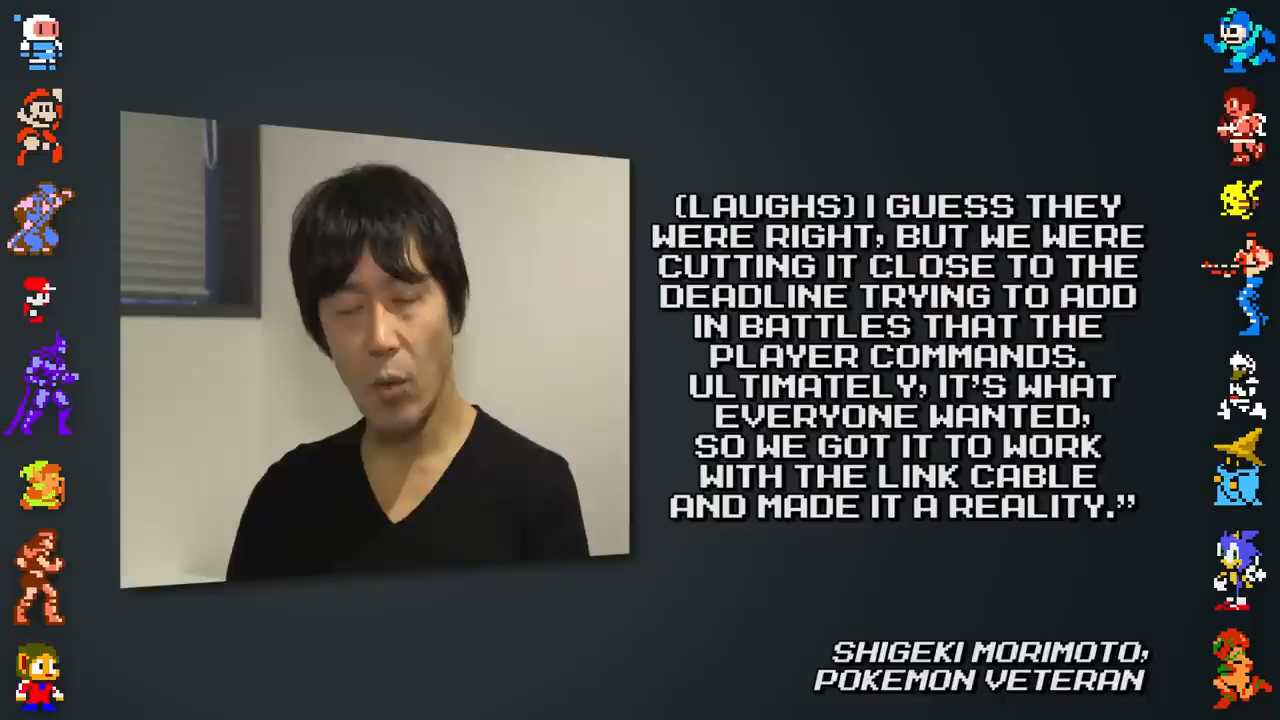 (LAUGHS) I GUESS THEY
WERE RIGHT, BUT WE WERE
CUTTING IT CLOSE TO THE
DEADLINE TRYING TO ADD
IN BATTLES THAT THE
PLAYER COMMANDS.
ULTIMATELY, IT'S WHAT
EVERYONE WANTED,
SO WE GOT IT TO WORK
WITH THE LINK CABLE
AND MADE IT A REALITY.”
SHIGEKI MORIMOTO,
POKEMON VETERAN